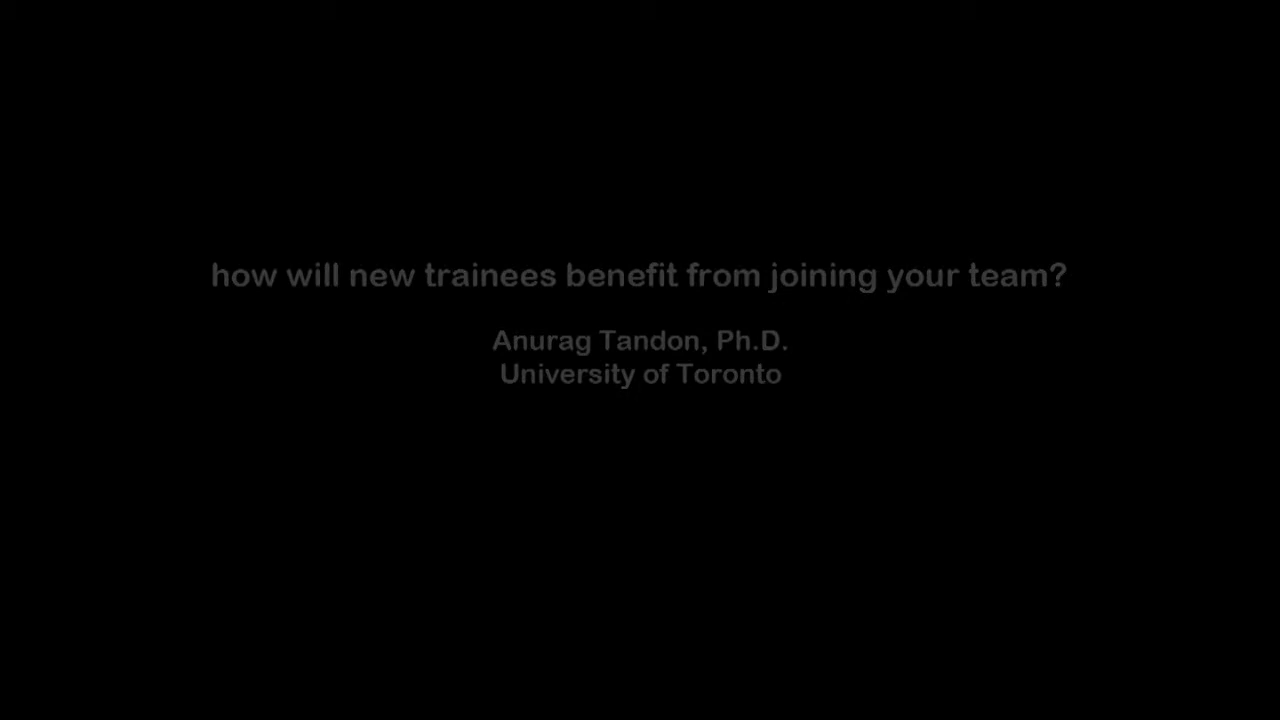 how will new trainees benefit from joining your team?
Anurag Tandon, Ph.D.
University of Toronto